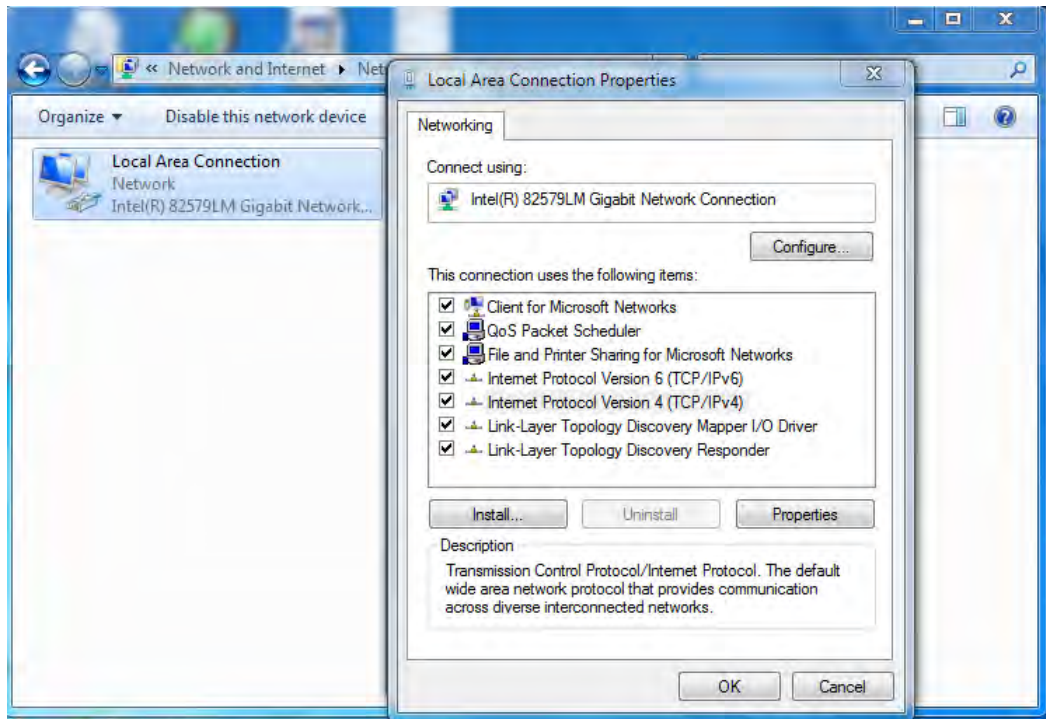 « Network and Internet ▸ Net
Organize ▼ Disable this network device
Local Area Connection
Network
Intel(R) 82579LM Gigabit Network...
Local Area Connection Properties
Networking
Connect using:
Intel(R) 82579LM Gigabit Network Connection
Configure...
This connection uses the following items:
Client for Microsoft Networks
QoS Packet Scheduler
File and Printer Sharing for Microsoft Networks
Internet Protocol Version 6 (TCP/IPv6)
Internet Protocol Version 4 (TCP/IPv4)
Link-Layer Topology Discovery Mapper I/O Driver
Link-Layer Topology Discovery Responder
Install... Uninstall Properties
Description
Transmission Control Protocol/Internet Protocol. The default
wide area network protocol that provides communication
across diverse interconnected networks.
OK Cancel